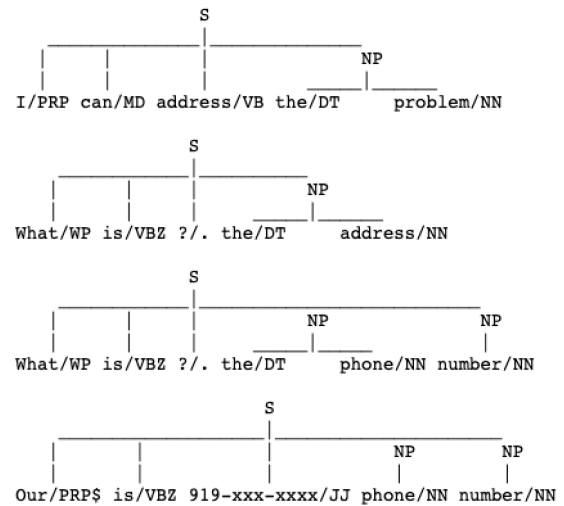 S
NP
I/PRP can/MD address/VB the/DT problem/NN
S
NP
What/WP is/VBZ ?/. the/DT address/NN
S
NP NP
What/WP is/VBZ ?/. the/DT phone/NN number/NN
S
NP NP
Our/PRP$ is/VBZ 919-xxx-xxxx/JJ phone/NN number/NN